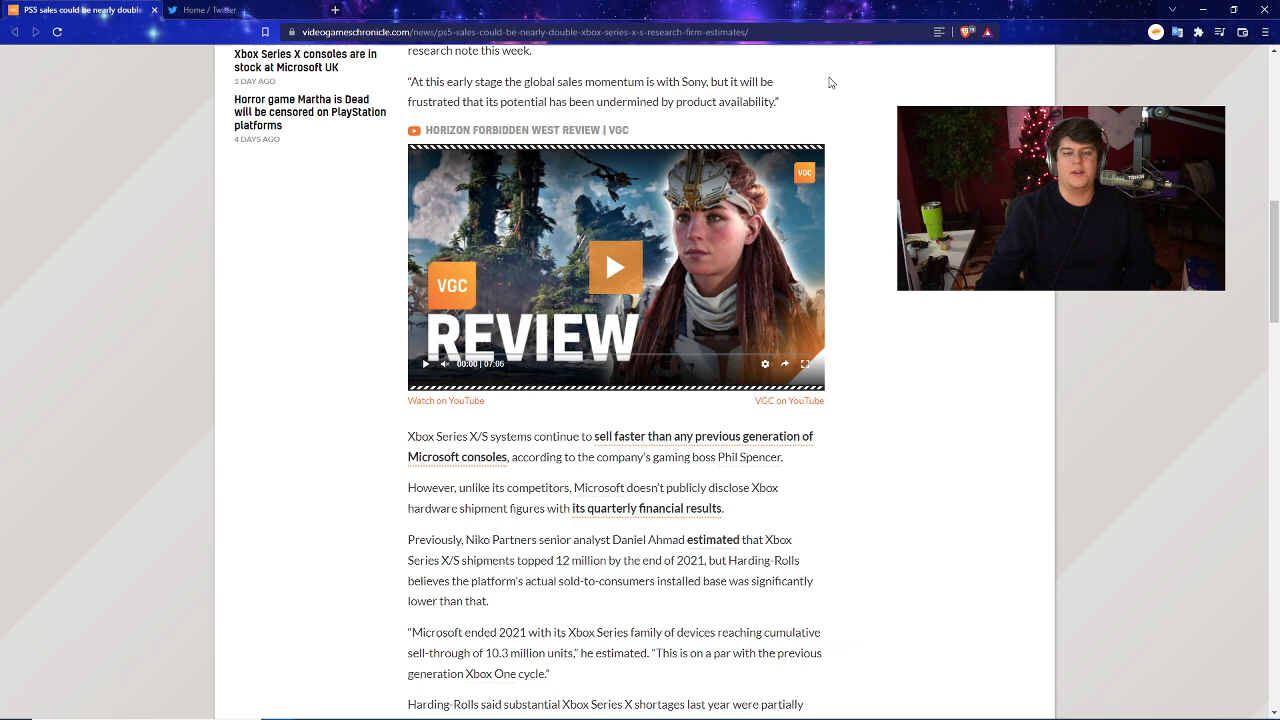 PS5 sales could be nearly double
Home / Twitter
videogameschronicle.com/news/ps5-sales-could-be-nearly-double-xbox-series-x-s-research-firm-estimates/
Xbox Series X consoles are in
stock at Microsoft UK
1 DAY AGO
Horror game Martha is Dead
will be censored on PlayStation
platforms
4 DAYS AGO
research note this week.
“At this early stage the global sales momentum is with Sony, but it will be
frustrated that its potential has been undermined by product availability.”
HORIZON FORBIDDEN WEST REVIEW | VGC
VGC
VGC
REVIEW
00:00 | 07:06
Watch on YouTube
VGC on YouTube
Xbox Series X/S systems continue to sell faster than any previous generation of
Microsoft consoles, according to the company’s gaming boss Phil Spencer.
However, unlike its competitors, Microsoft doesn’t publicly disclose Xbox
hardware shipment figures with its quarterly financial results.
Previously, Niko Partners senior analyst Daniel Ahmad estimated that Xbox
Series X/S shipments topped 12 million by the end of 2021, but Harding-Rolls
believes the platform’s actual sold-to-consumers installed base was significantly
lower than that.
“Microsoft ended 2021 with its Xbox Series family of devices reaching cumulative
sell-through of 10.3 million units,” he estimated. “This is on a par with the previous
generation Xbox One cycle.”
Harding-Rolls said substantial Xbox Series X shortages last year were partially